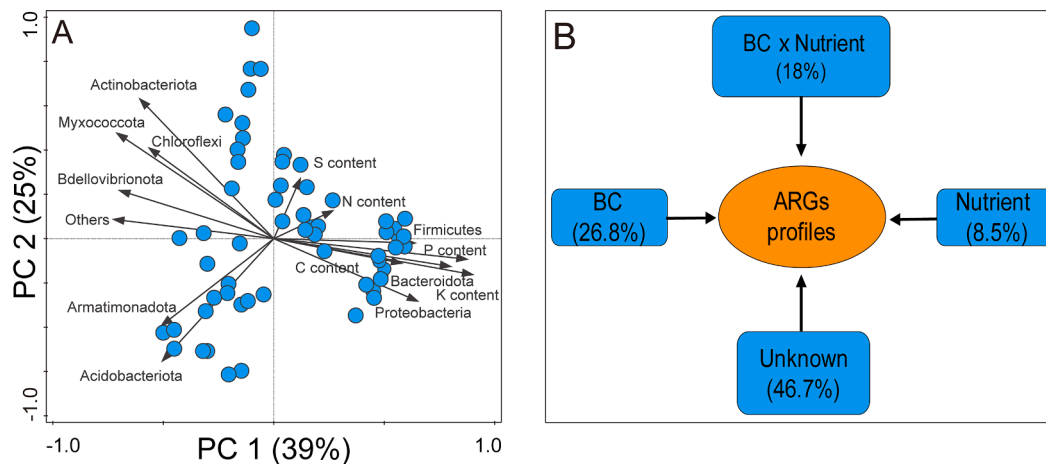 A
1.0
Actinobacteriota
Myxococcota
Chloroflexi
S content
Bdellovibrionota
N content
Others
Firmicutes
P content
C content
Bacteroidota
K content
Armatimonadota
Proteobacteria
Acidobacteriota
PC 2 (25%)
-1.0
-1.0
PC 1 (39%)
1.0
B
BC x Nutrient
(18%)
BC
(26.8%)
ARGs
profiles
Nutrient
(8.5%)
Unknown
(46.7%)